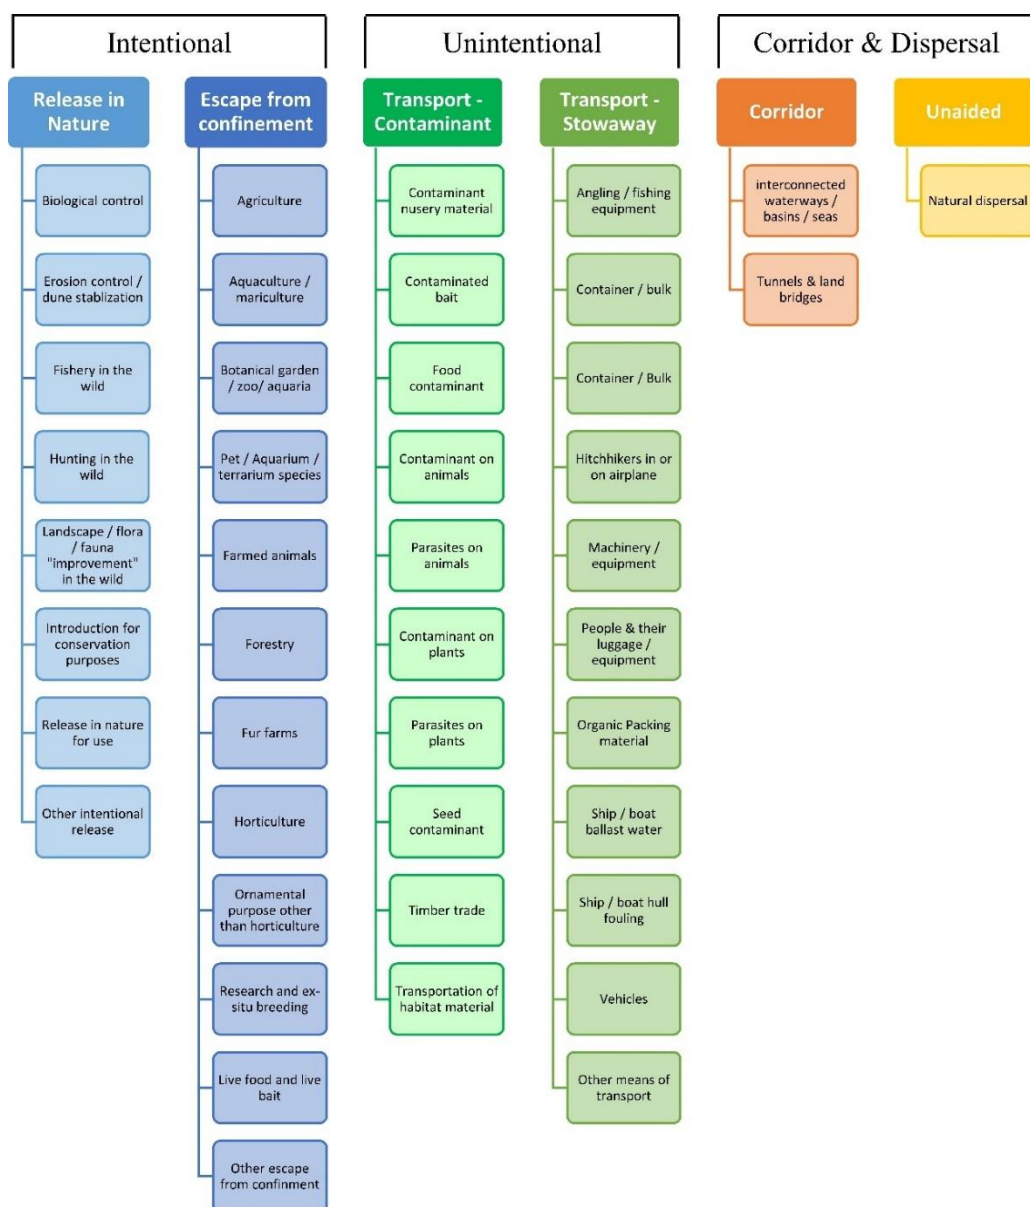 Intentional
Unintentional
Corridor & Dispersal
Release in
Nature
Biological control
Erosion control /
dune stablization
Fishery in the
wild
Hunting in the
wild
Landscape / flora
/ fauna
"improvement"
in the wild
Introduction for
conservation
purposes
Release in nature
for use
Other intentional
release
Escape from
confinement
Agriculture
Aquaculture /
mariculture
Botanical garden
/ zoo/ aquaria
Pet / Aquarium /
terrarium species
Farmed animals
Forestry
Fur farms
Horticulture
Ornamental
purpose other
than horticulture
Research and ex-
situ breeding
Live food and live
bait
Other escape
from confinment
Transport -
Contaminant
Contaminant
nusery material
Contaminated
bait
Food
contaminant
Contaminant on
animals
Parasites on
animals
Contaminant on
plants
Parasites on
plants
Seed
contaminant
Timber trade
Transportation of
habitat material
Transport -
Stowaway
Angling / fishing
equipment
Container / bulk
Container / Bulk
Hitchhikers in or
on airplane
Machinery /
equipment
People & their
luggage /
equipment
Organic Packing
material
Ship / boat
ballast water
Ship / boat hull
fouling
Vehicles
Other means of
transport
Corridor
interconnected
waterways /
basins / seas
Tunnels & land
bridges
Unaided
Natural dispersal